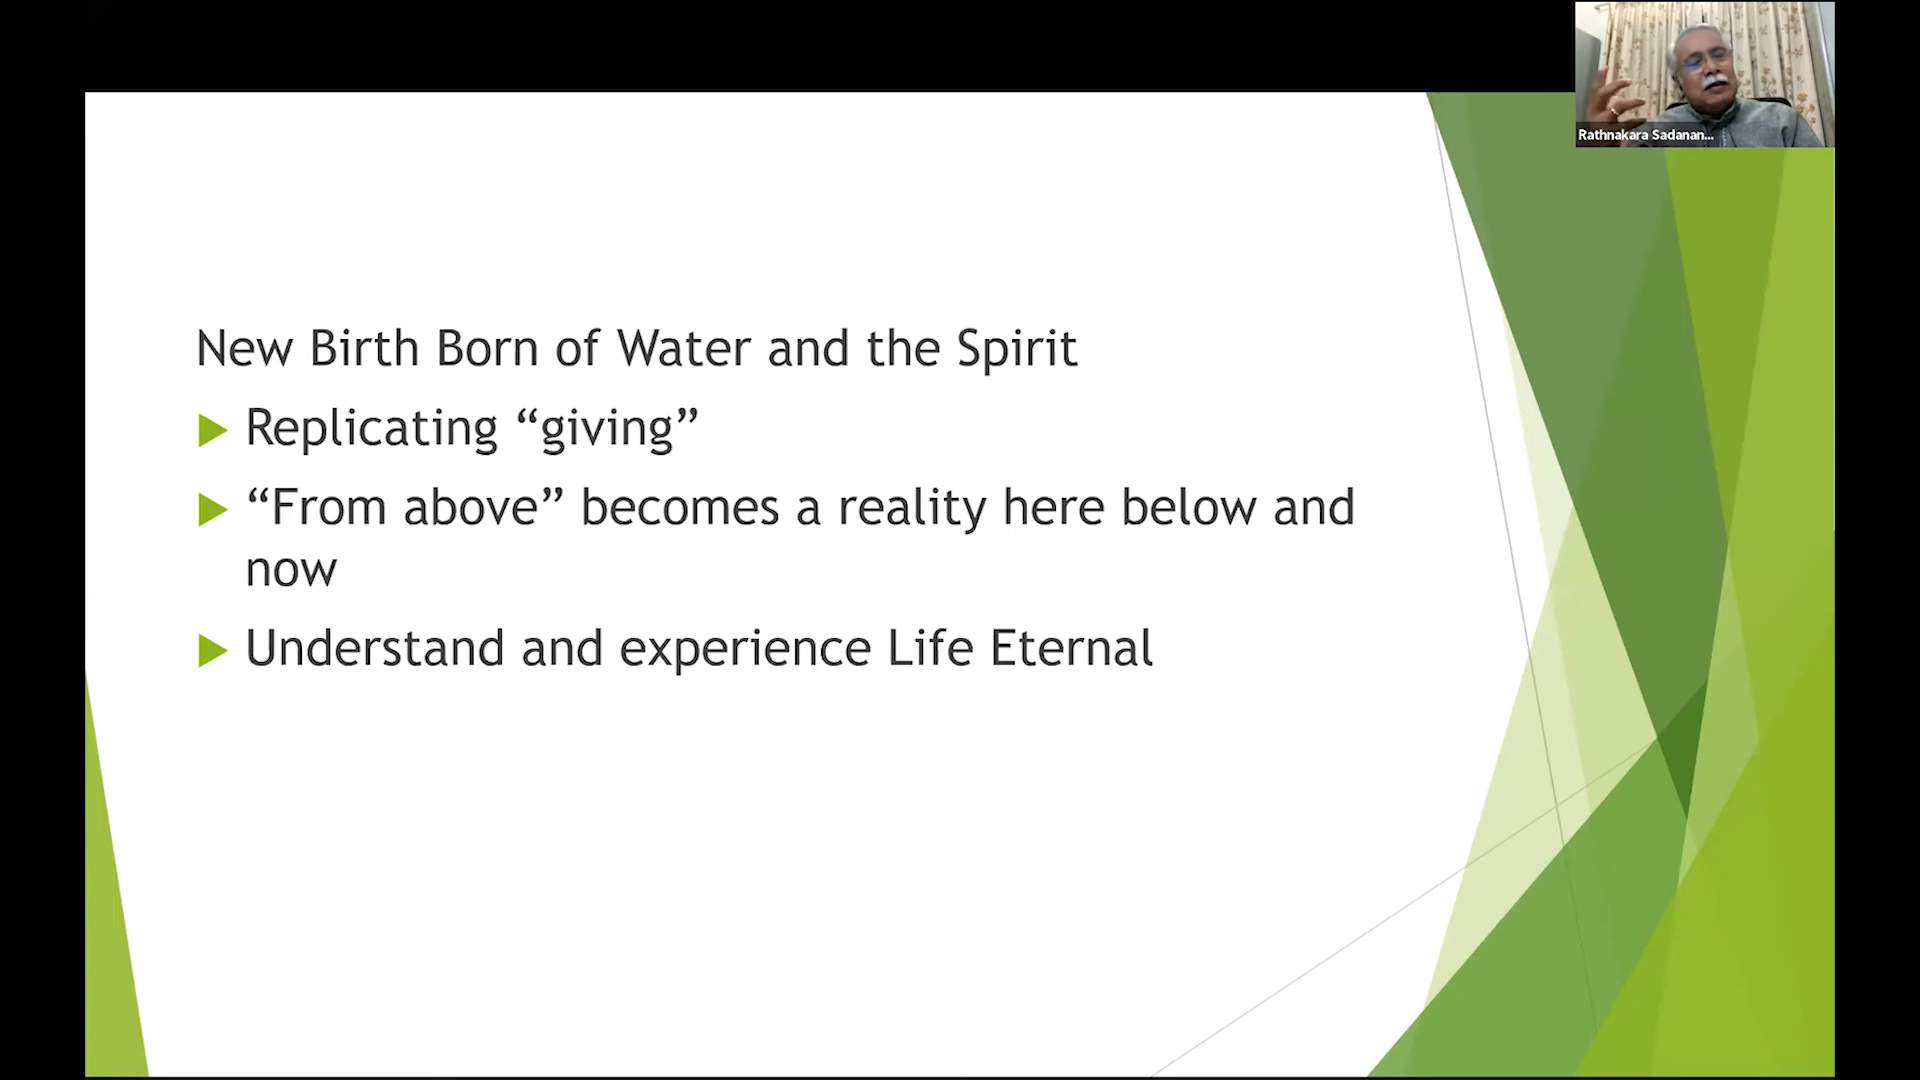 Rathnakara Sadanan...
New Birth Born of Water and the Spirit
Replicating “giving”
“From above” becomes a reality here below and
now
Understand and experience Life Eternal